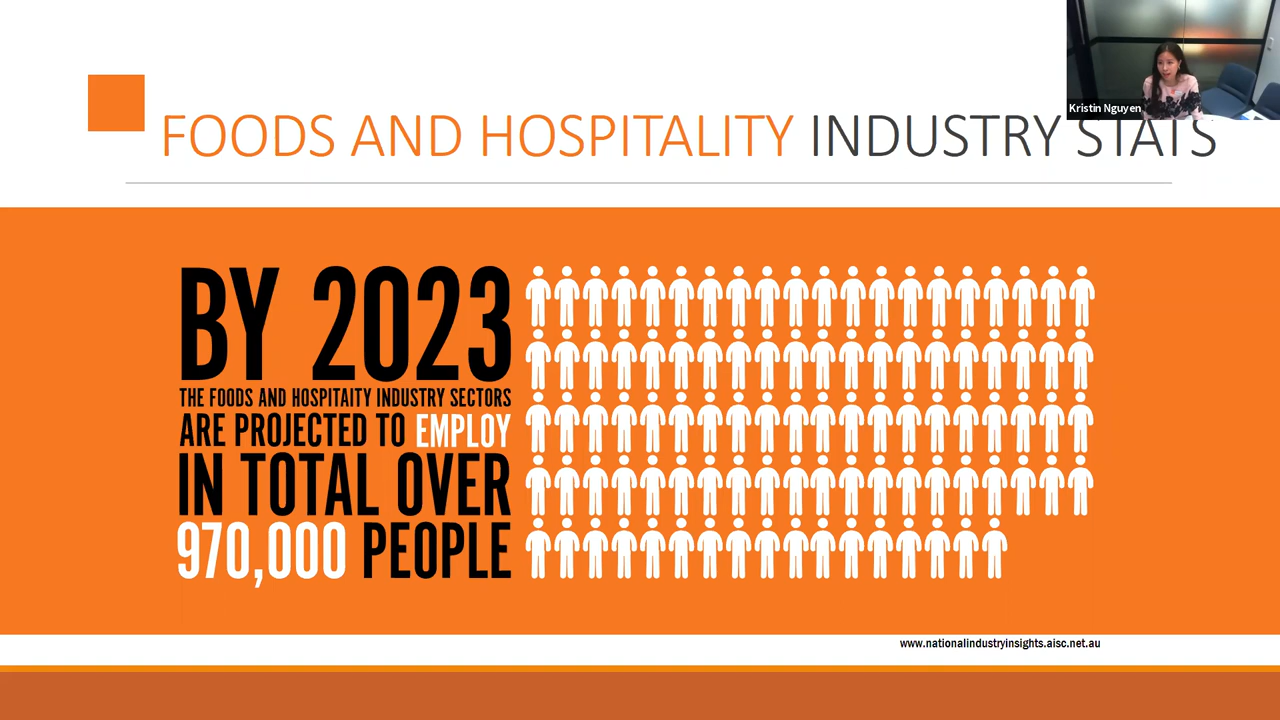 Kristin Nguyen
FOODS AND HOSPITALITY INDUSTRY STATS
BY 2023
THE FOODS AND HOSPITAITY INDUSTRY SECTORS
ARE PROJECTED TO EMPLOY
IN TOTAL OVER
970,000 PEOPLE
www.nationalindustryinsights.aisc.net.au